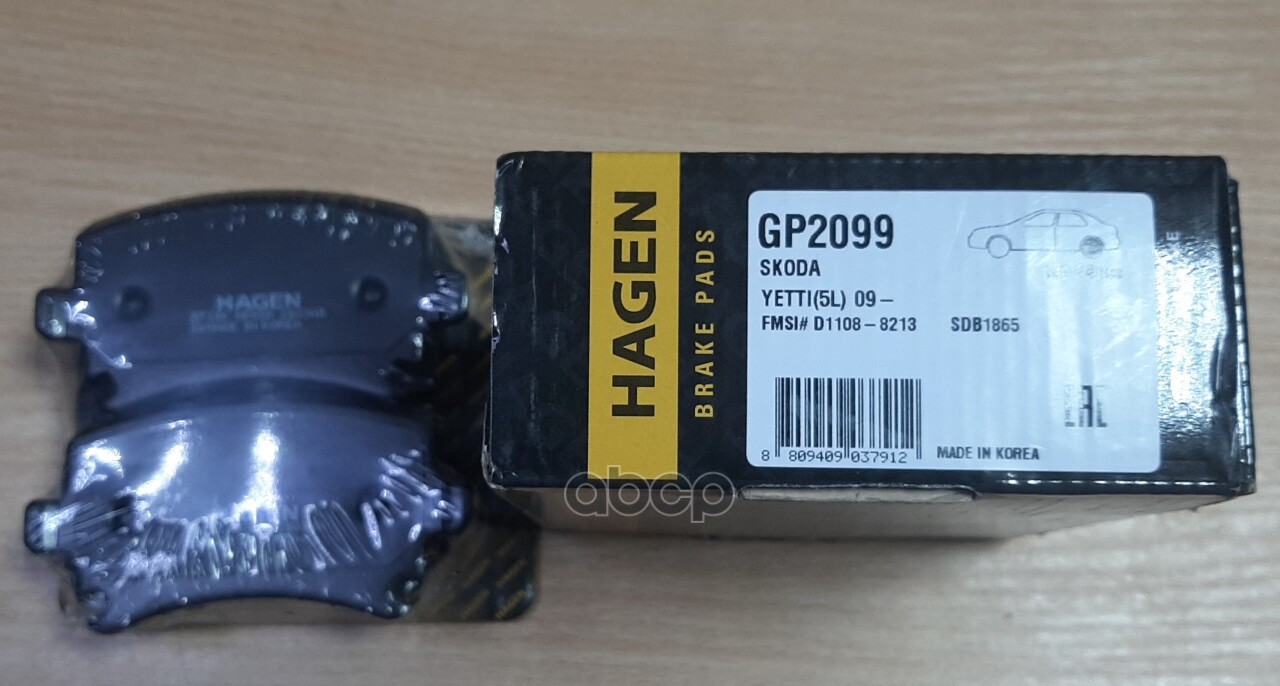 HAGEN
HAGEN
BRAKE PADS
GP2099
SKODA
YETTI(5L) 09-
FMSI# D1108-8213 SDB1865
8 809409 037912
MADE IN KOREA
EAC
abcp